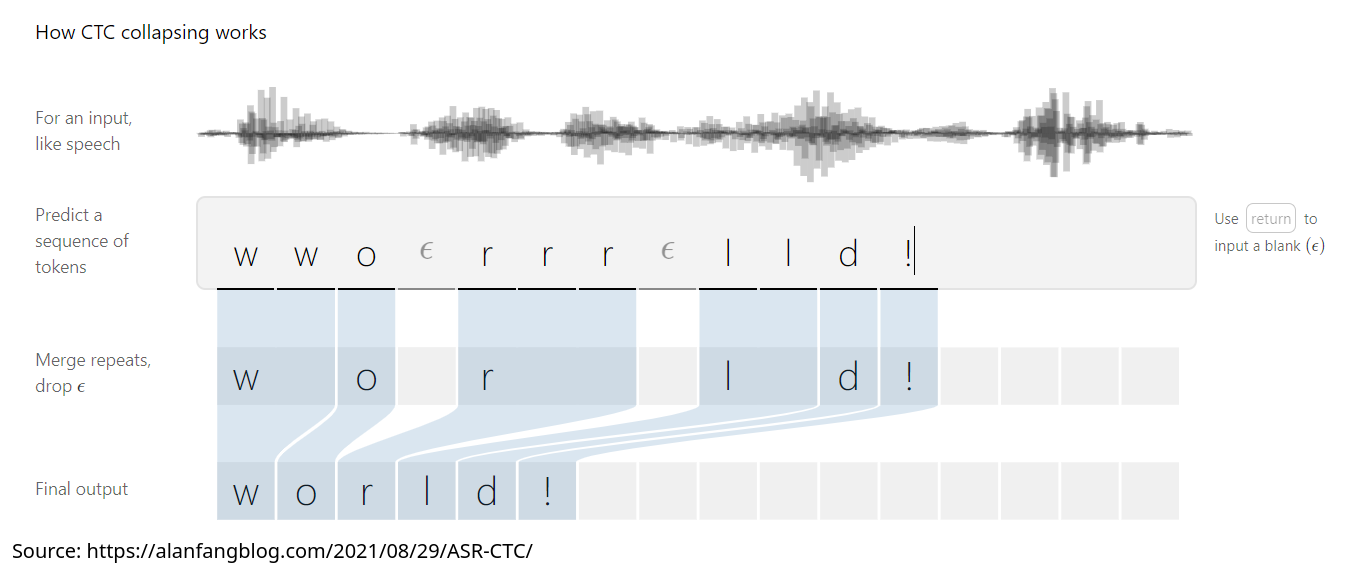 How CTC collapsing works
For an input,
like speech
Predict a
sequence of
tokens
w w o ϵ r r r ϵ l l d !
Use return to
input a blank (ϵ)
Merge repeats,
drop ϵ
w o r l d !
Final output
w o r l d !
Source: https://alanfangblog.com/2021/08/29/ASR-CTC/